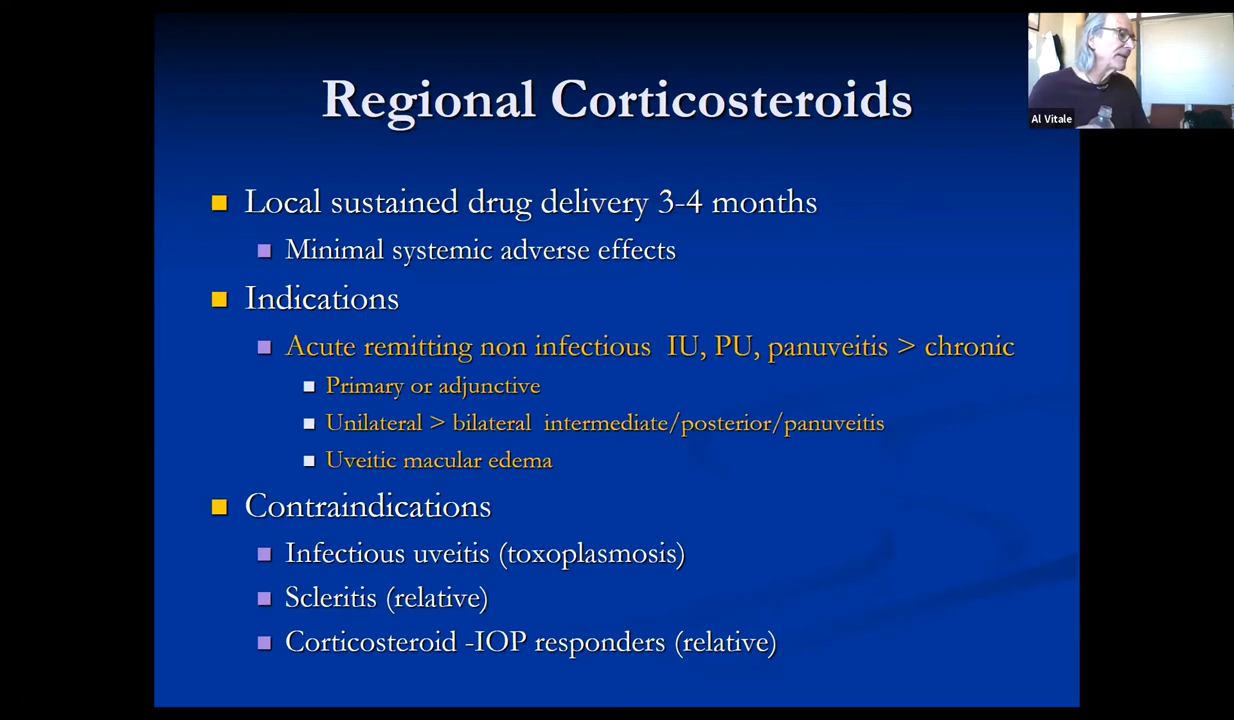 Regional Corticosteroids
Al Vitale
Local sustained drug delivery 3-4 months
Minimal systemic adverse effects
Indications
Acute remitting non infectious IU, PU, panuveitis > chronic
Primary or adjunctive
Unilateral > bilateral intermediate/posterior/panuveitis
Uveitic macular edema
Contraindications
Infectious uveitis (toxoplasmosis)
Scleritis (relative)
Corticosteroid -IOP responders (relative)